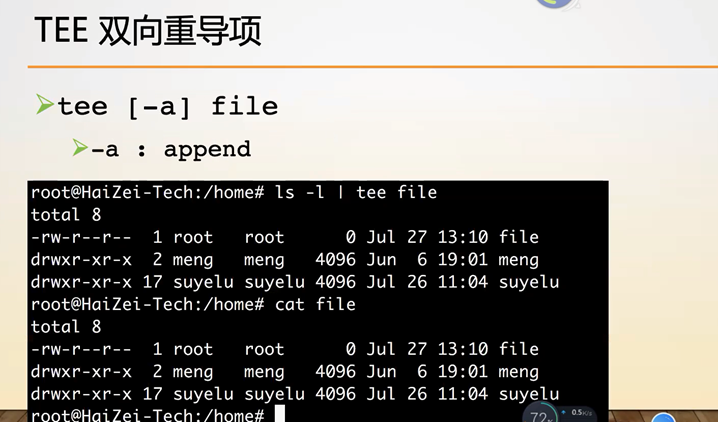 TEE 双向重导项
tee [-a] file
-a : append
root@HaiZei-Tech:/home# ls -l | tee file
total 8
-rw-r--r--  1 root   root      0 Jul 27 13:10 file
drwxr-xr-x  2 meng   meng   4096 Jun  6 19:01 meng
drwxr-xr-x 17 suyelu suyelu 4096 Jul 26 11:04 suyelu
root@HaiZei-Tech:/home# cat file
total 8
-rw-r--r--  1 root   root      0 Jul 27 13:10 file
drwxr-xr-x  2 meng   meng   4096 Jun  6 19:01 meng
drwxr-xr-x 17 suyelu suyelu 4096 Jul 26 11:04 suyelu
root@HaiZei-Tech:/home#
72%
0.5K/s